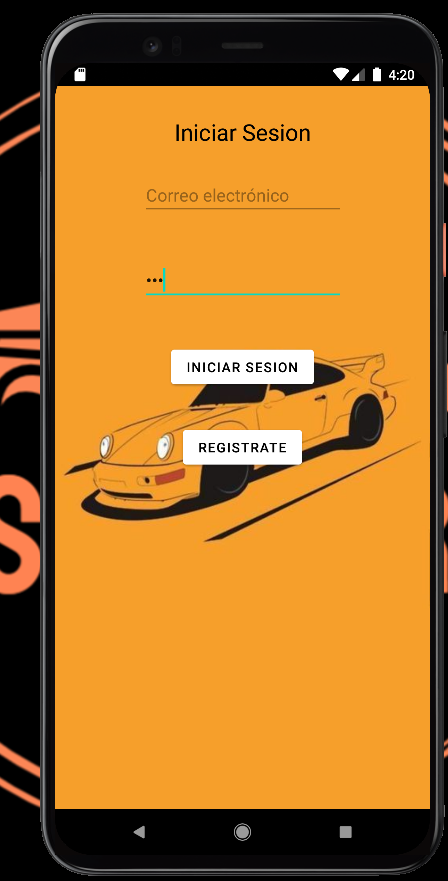 4:20
Iniciar Sesion
Correo electrónico
•••
INICIAR SESION
REGISTRATE
S